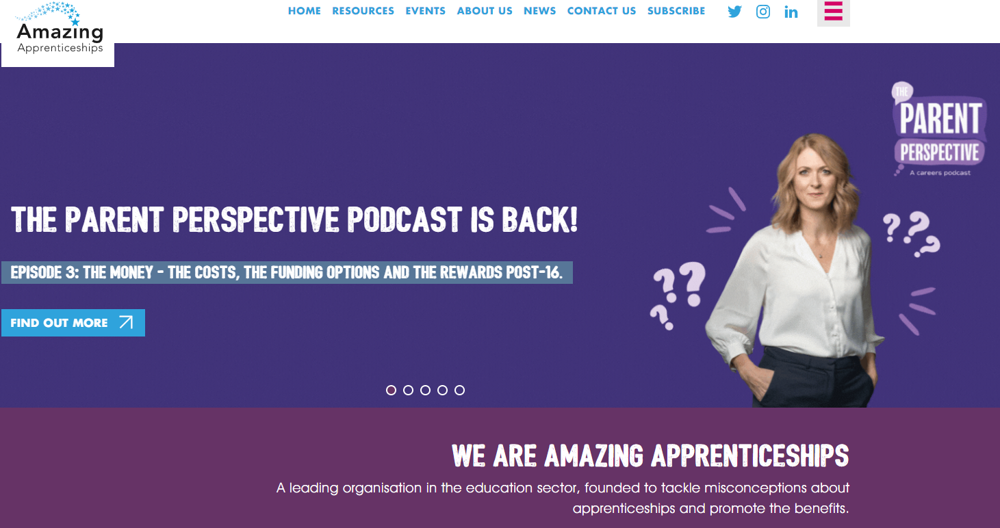 Amazing
Apprenticeships
HOME RESOURCES EVENTS ABOUT US NEWS CONTACT US SUBSCRIBE
THE
PARENT
PERSPECTIVE
A careers podcast
THE PARENT PERSPECTIVE PODCAST IS BACK!
EPISODE 3: THE MONEY - THE COSTS, THE FUNDING OPTIONS AND THE REWARDS POST-16.
??
?
??
?
FIND OUT MORE
WE ARE AMAZING APPRENTICESHIPS
A leading organisation in the education sector, founded to tackle misconceptions about
apprenticeships and promote the benefits.